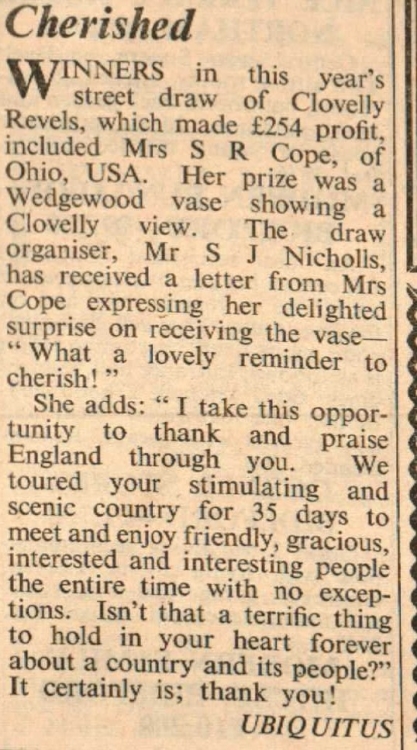 Cherished
WINNERS in this year's
street draw of Clovelly
Revels, which made £254 profit,
included Mrs S R Cope, of
Ohio, USA. Her prize was a
Wedgewood vase showing a
Clovelly view. The draw
organiser, Mr S J Nicholls,
has received a letter from Mrs
Cope expressing her delighted
surprise on receiving the vase—
“What a lovely reminder to
cherish!”
She adds: “I take this oppor-
tunity to thank and praise
England through you. We
toured your stimulating and
scenic country for 35 days to
meet and enjoy friendly, gracious,
interested and interesting people
the entire time with no excep-
tions. Isn't that a terrific thing
to hold in your heart forever
about a country and its people?”
It certainly is; thank you!
UBIQUITUS